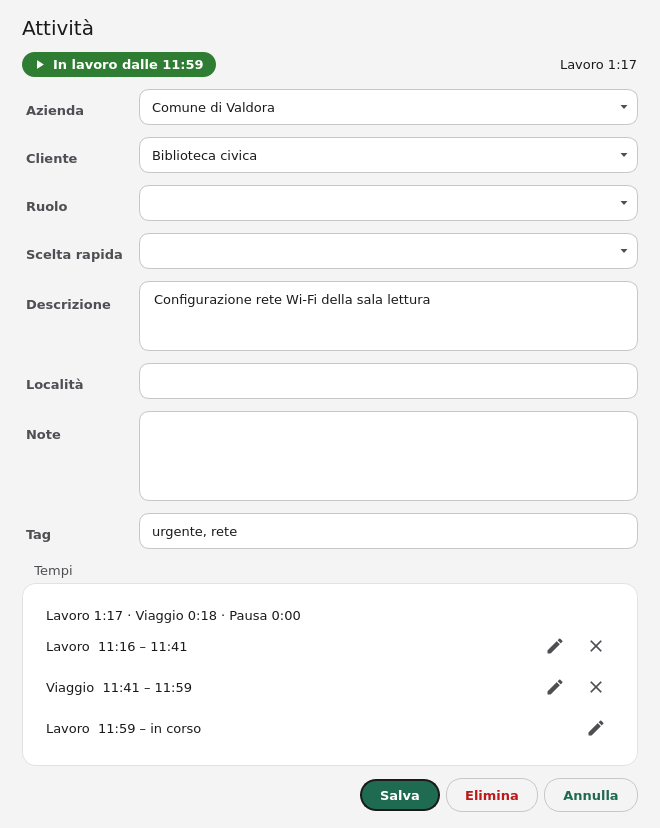 Attività
In lavoro dalle 11:59
Lavoro 1:17
Azienda
Comune di Valdora
Cliente
Biblioteca civica
Ruolo
Scelta rapida
Descrizione
Configurazione rete Wi-Fi della sala lettura
Località
Note
Tag
urgente, rete
Tempi
Lavoro 1:17 · Viaggio 0:18 · Pausa 0:00
Lavoro 11:16 – 11:41
Viaggio 11:41 – 11:59
Lavoro 11:59 – in corso
Salva
Elimina
Annulla